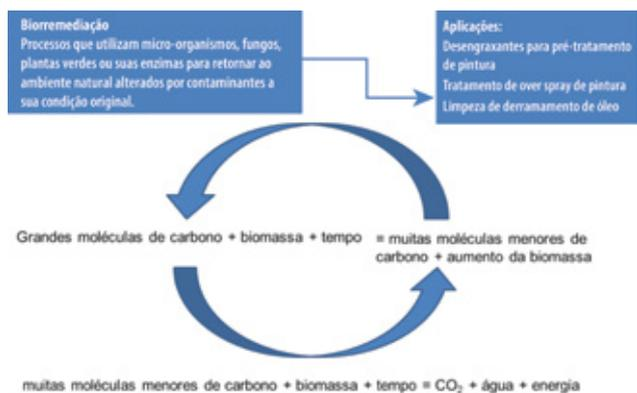 Biorremediação
Processos que utilizam micro-organismos, fungos,
plantas verdes ou suas enzimas para retornar ao
ambiente natural alterados por contaminantes a
sua condição original.
Aplicações:
Desengraxantes para pré-tratamento
de pintura
Tratamento de over spray de pintura
Limpeza de derramamento de óleo
Grandes moléculas de carbono + biomassa + tempo
= muitas moléculas menores de
carbono + aumento da biomassa
muitas moléculas menores de carbono + biomassa + tempo = CO₂ + água + energia